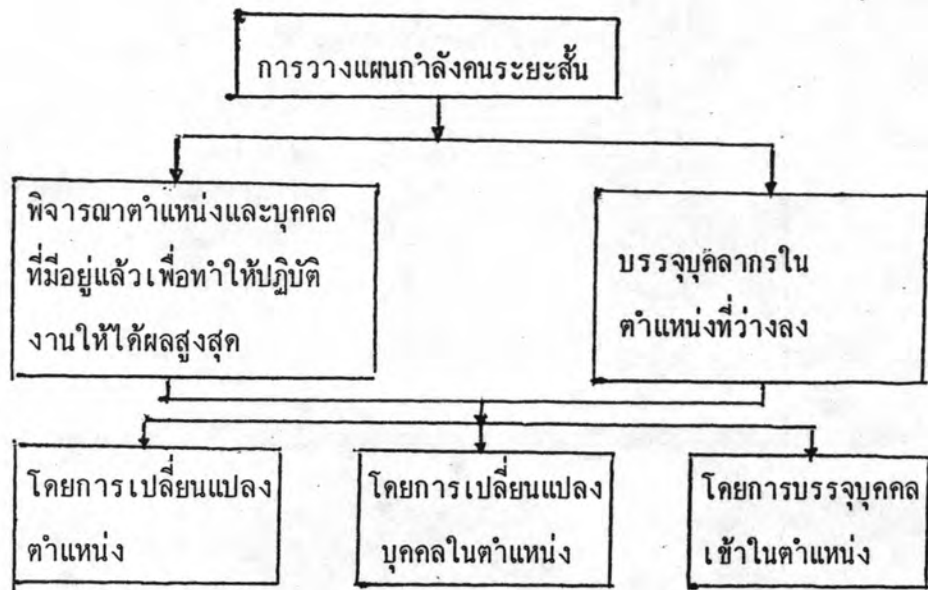 การวางแผนกำลังคนระยะสั้น
พิจารณาตำแหน่งและบุคคล
ที่มีอยู่แล้วเพื่อทำให้ปฏิบัติ
งานให้ได้ผลสูงสุด
บรรจุบุคลากรใน
ตำแหน่งที่ว่างลง
โดยการเปลี่ยนแปลง
ตำแหน่ง
โดยการเปลี่ยนแปลง
บุคคลในตำแหน่ง
โดยการบรรจุบุคคล
เข้าในตำแหน่ง